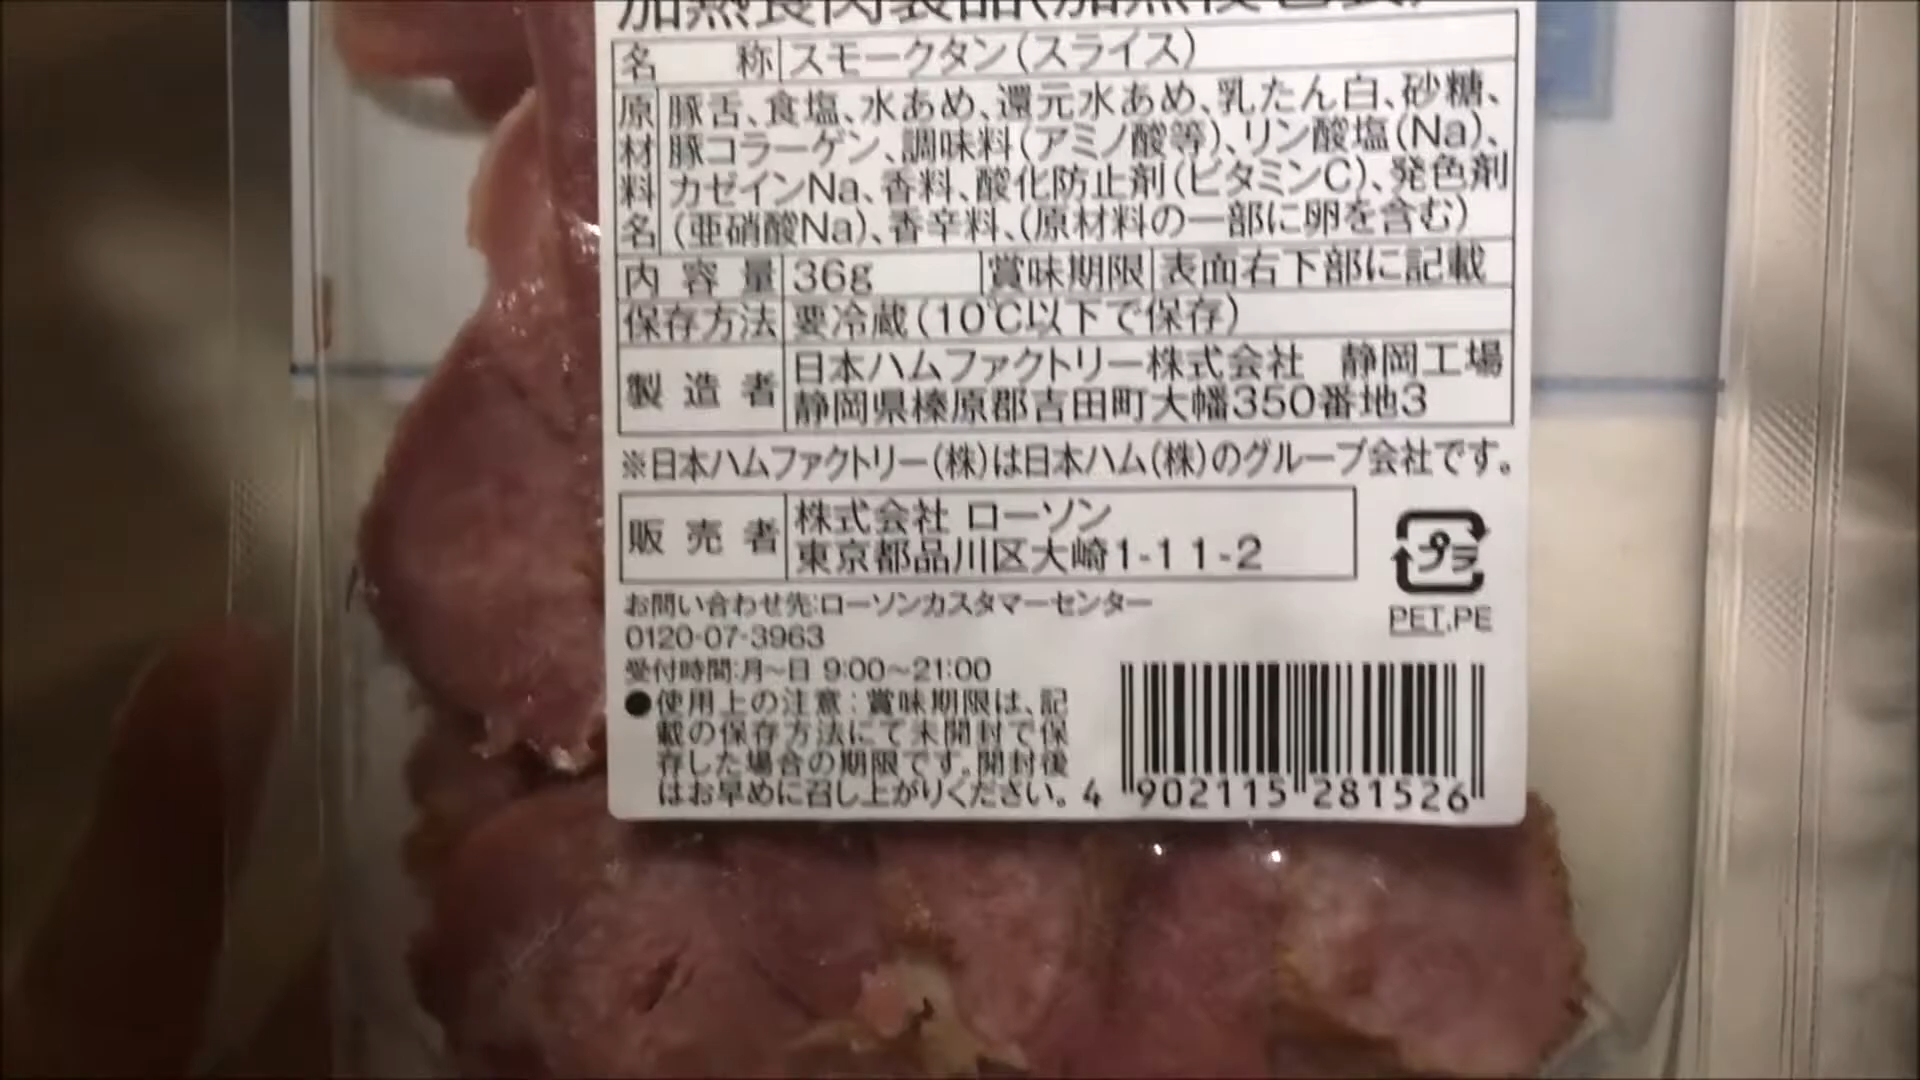 加熱食肉製品(加熱後包装)
名称 スモークタン(スライス)
原材料名 豚舌、食塩、水あめ、還元水あめ、乳たん白、砂糖、
豚コラーゲン、調味料(アミノ酸等)、リン酸塩(Na)、
カゼインNa、香料、酸化防止剤(ビタミンC)、発色剤
(亜硝酸Na)、香辛料、(原材料の一部に卵を含む)
内容量 36g 賞味期限 表面右下部に記載
保存方法 要冷蔵(10℃以下で保存)
製造者 日本ハムファクトリー株式会社 静岡工場
静岡県榛原郡吉田町大幡350番地3
※日本ハムファクトリー(株)は日本ハム(株)のグループ会社です。
販売者 株式会社 ローソン
東京都品川区大崎1-11-2
プラ
PET,PE
お問い合わせ先:ローソンカスタマーセンター
0120-07-3963
受付時間:月~日 9:00~21:00
●使用上の注意:賞味期限は、記
載の保存方法にて未開封で保
存した場合の期限です。開封後
はお早めに召し上がりください。
4 902115 281526